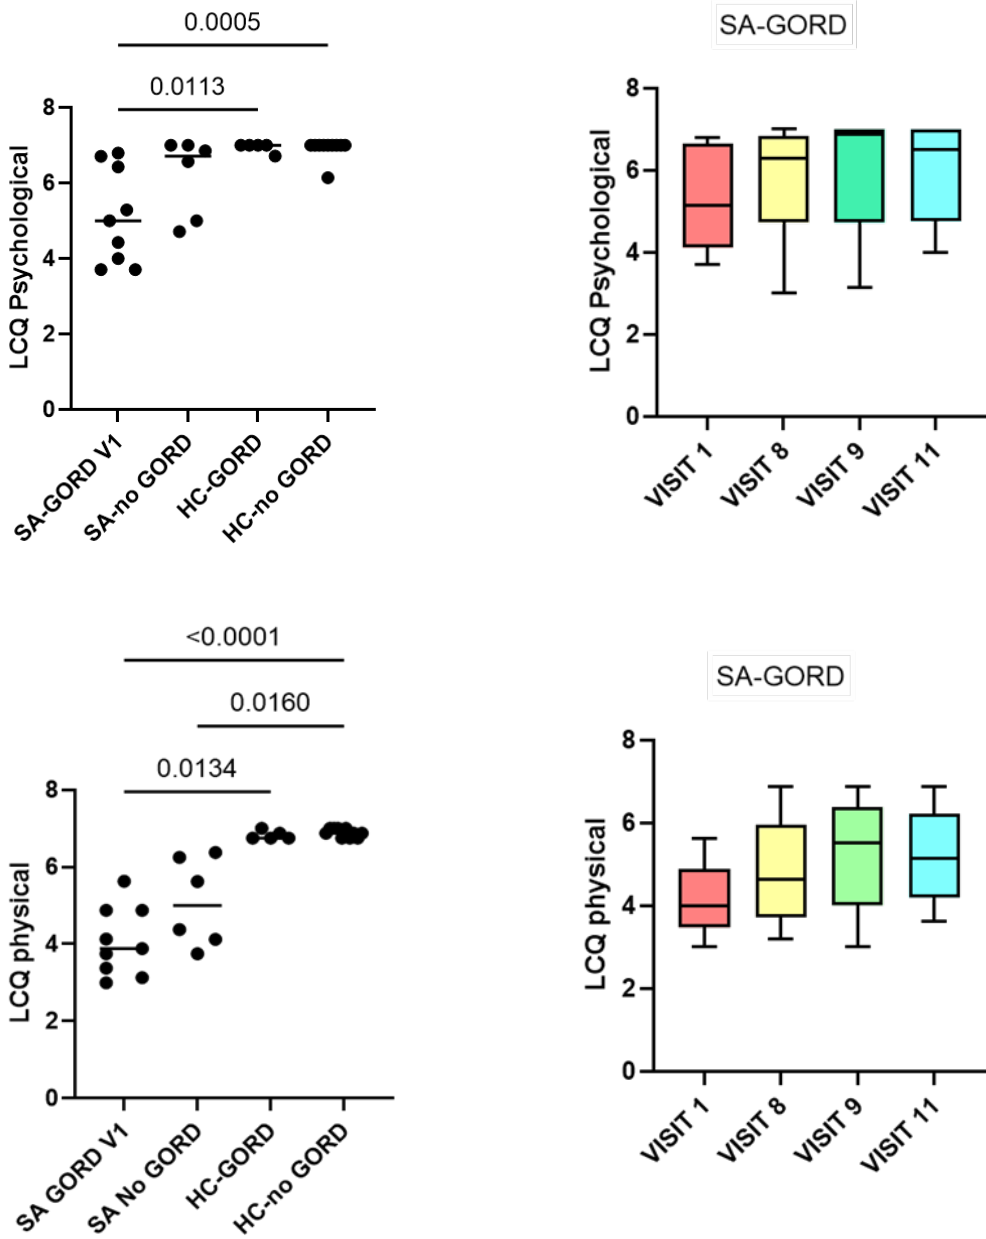 0.0005
0.0113
LCQ Psychological
8
6
4
2
0
SA-GORD V1
SA-no GORD
HC-GORD
HC-no GORD
SA-GORD
LCQ Psychological
8
6
4
2
0
VISIT 1
VISIT 8
VISIT 9
VISIT 11
<0.0001
0.0160
0.0134
LCQ physical
8
6
4
2
0
SA GORD V1
SA No GORD
HC-GORD
HC-no GORD
SA-GORD
LCQ physical
8
6
4
2
0
VISIT 1
VISIT 8
VISIT 9
VISIT 11